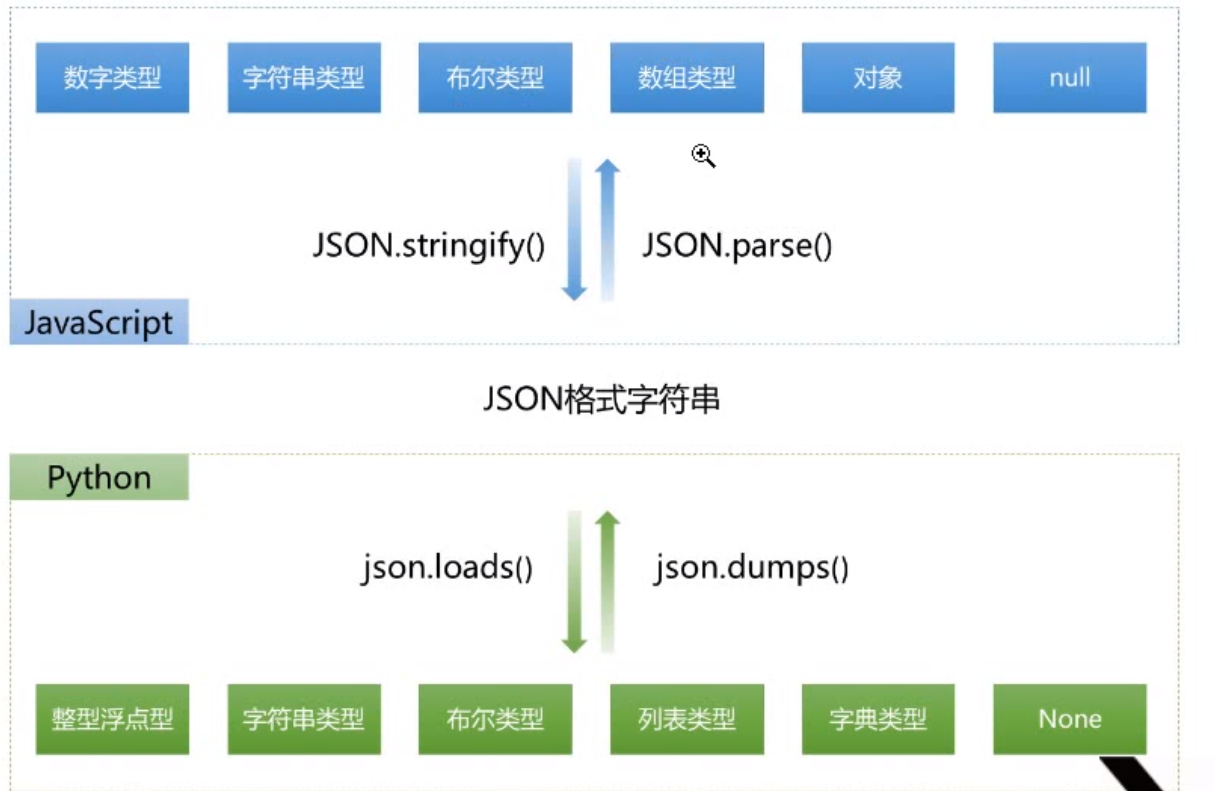 数字类型 字符串类型 布尔类型 数组类型 对象 null
JSON.stringify() JSON.parse()
JavaScript
JSON格式字符串
Python
json.loads() json.dumps()
整型浮点型 字符串类型 布尔类型 列表类型 字典类型 None